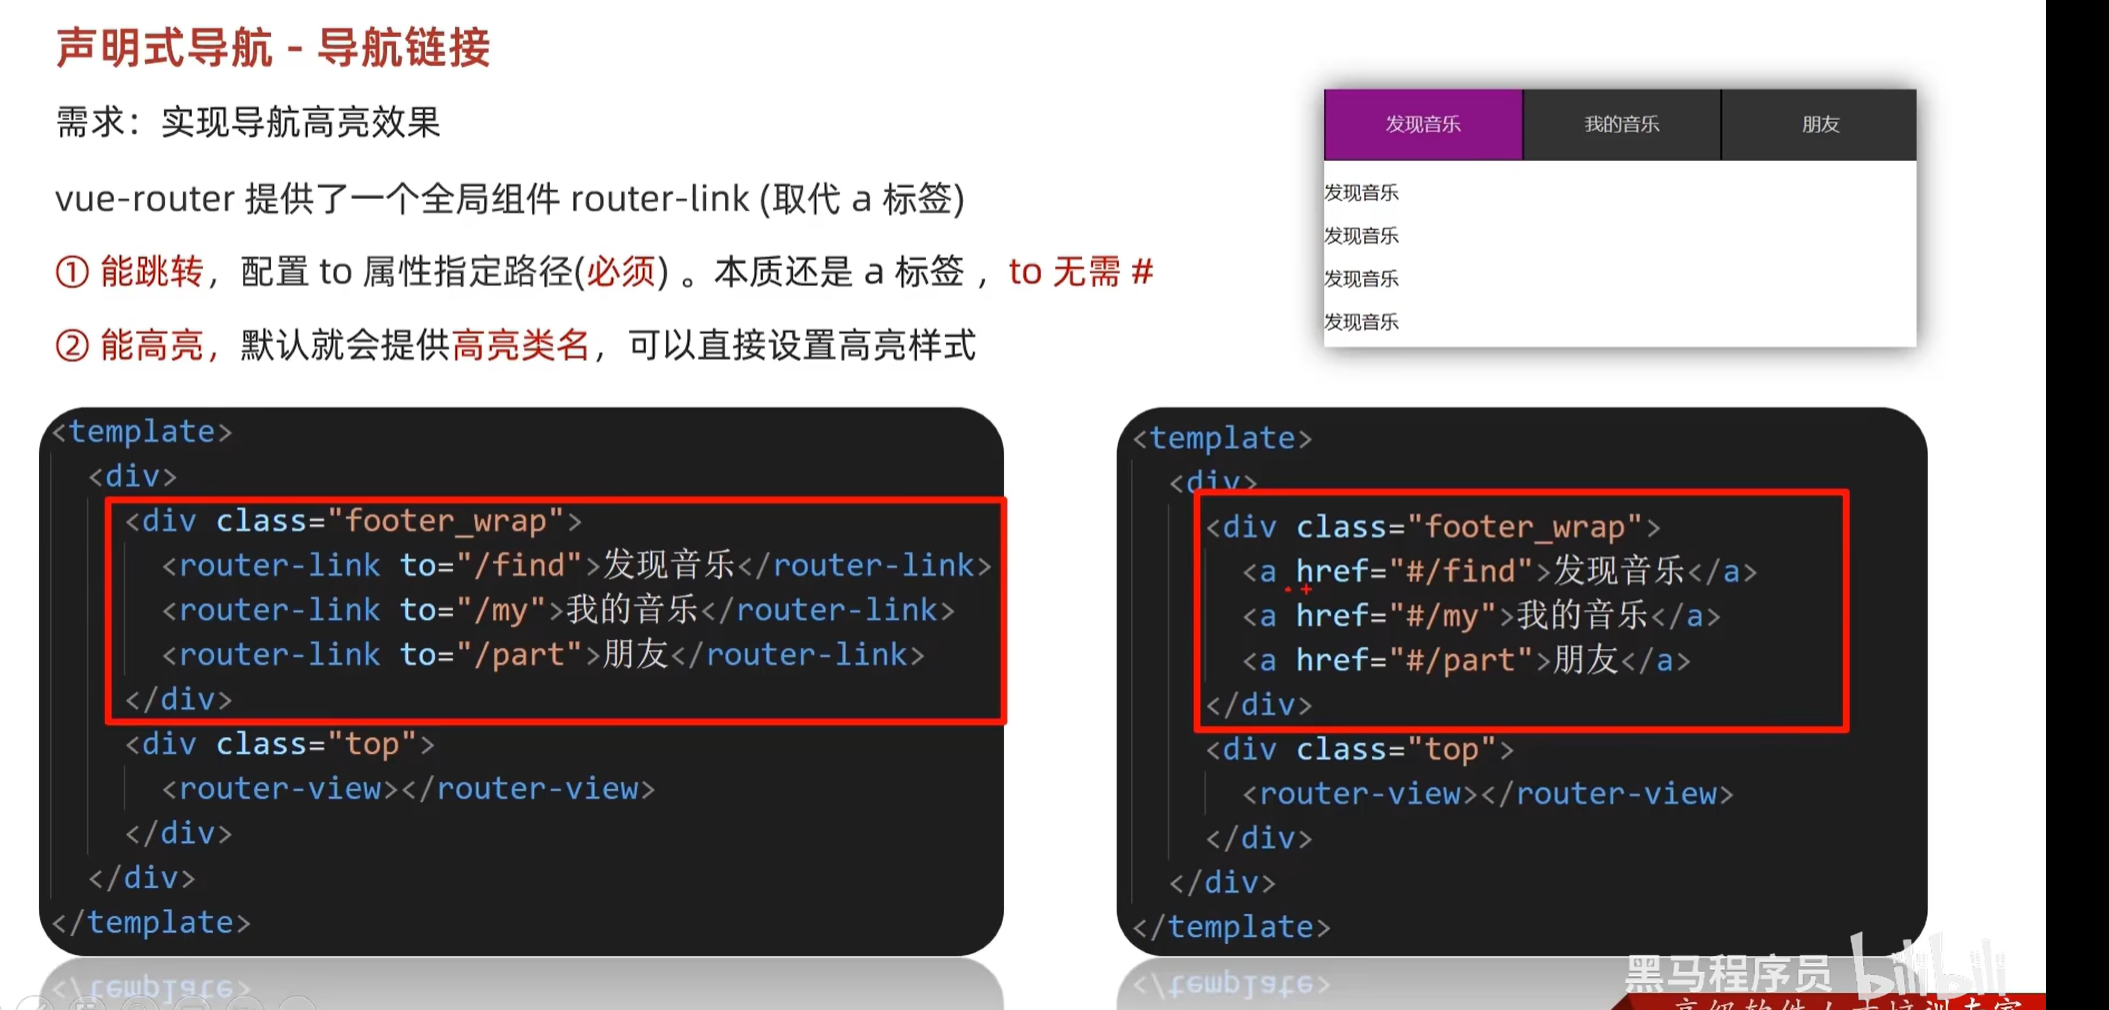 声明式导航 - 导航链接
需求：实现导航高亮效果
vue-router 提供了一个全局组件 router-link (取代 a 标签)
① 能跳转，配置 to 属性指定路径(必须) 。本质还是 a 标签 ，to 无需 #
② 能高亮，默认就会提供高亮类名，可以直接设置高亮样式
发现音乐 我的音乐 朋友
发现音乐
发现音乐
发现音乐
发现音乐
<template>
<div>
<div class="footer_wrap">
<router-link to="/find">发现音乐</router-link>
<router-link to="/my">我的音乐</router-link>
<router-link to="/part">朋友</router-link>
</div>
<div class="top">
<router-view></router-view>
</div>
</div>
</template>
<template>
<div>
<div class="footer_wrap">
<a href="#/find">发现音乐</a>
<a href="#/my">我的音乐</a>
<a href="#/part">朋友</a>
</div>
<div class="top">
<router-view></router-view>
</div>
</div>
</template>
黑马程序员 bilibili